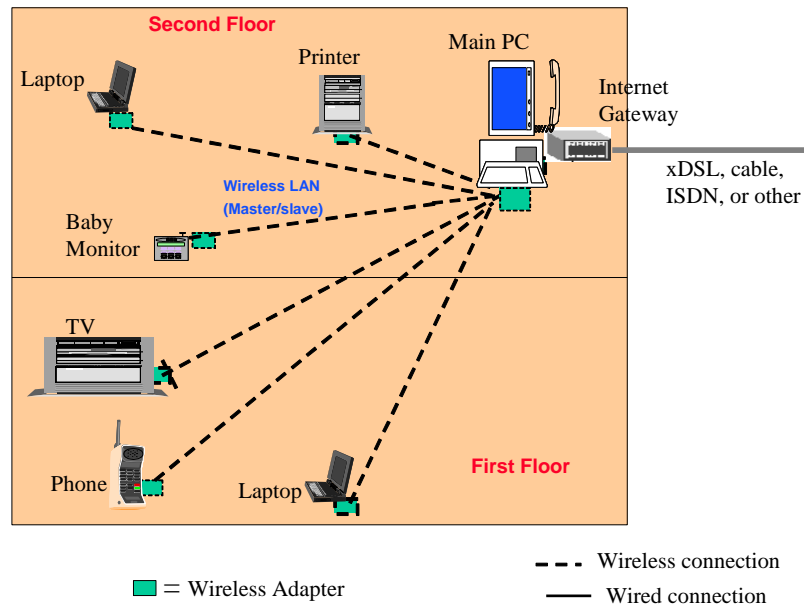 Second Floor
Main PC
Printer
Laptop
Internet
Gateway
xDSL, cable,
ISDN, or other
Wireless LAN
(Master/slave)
Baby
Monitor
TV
Phone
Laptop
First Floor
Wireless connection
= Wireless Adapter
Wired connection